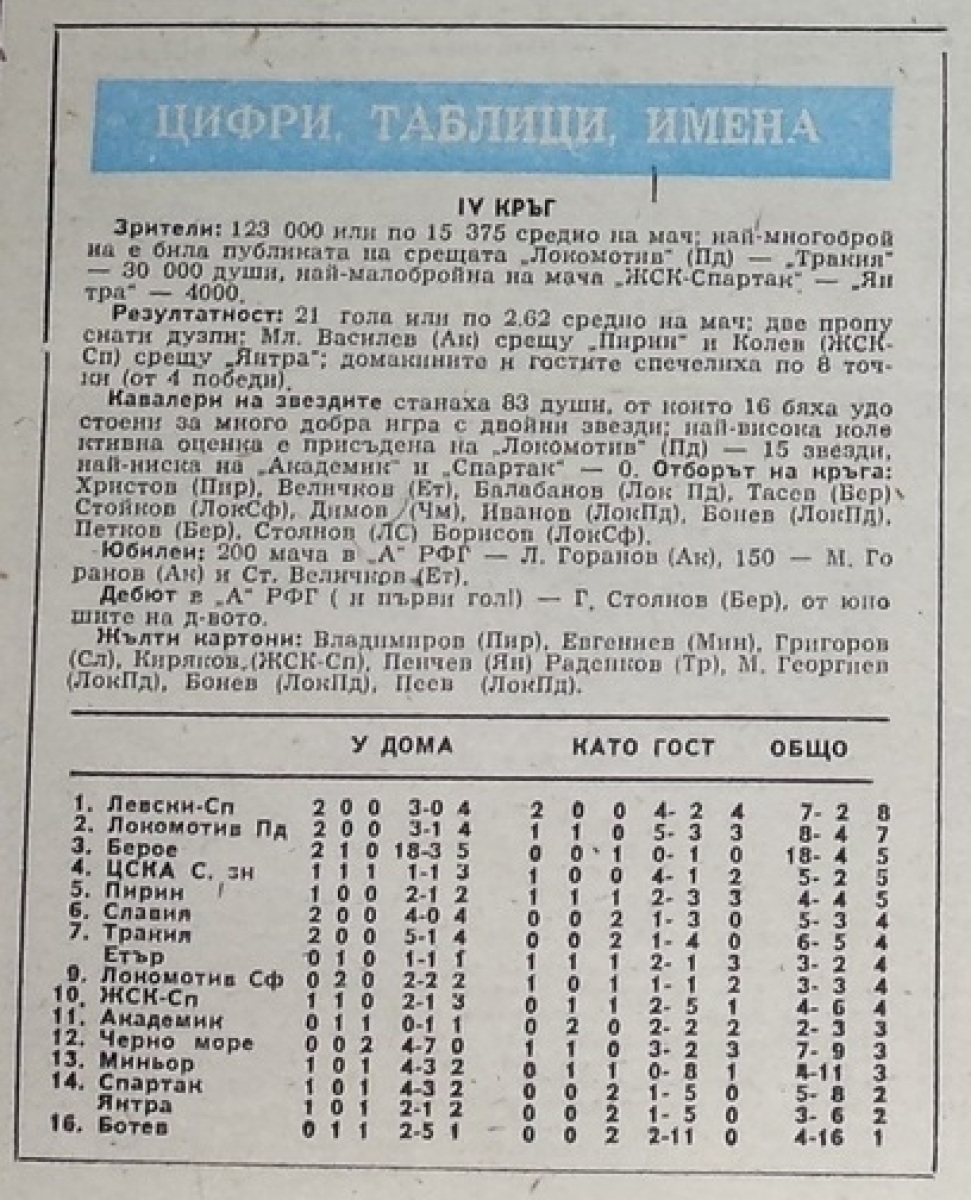 ЦИФРИ, ТАБЛИЦИ, ИМЕНА
IV КРЪГ
Зрители: 123 000 или по 15 375 средно на мач; най-многоброй
на е била публиката на срещата „Локомотив“ (Пд) — „Тракия“
— 30 000 души, най-малобройна на мача „ЖСК-Спартак“ — „Ян
тра“ — 4000.
Резултатност: 21 гола или по 2.62 средно на мач; две пропу
снати дузпи; Мл. Василев (Ак) срещу „Пирин“ и Колев (ЖСК-
Сп) срещу „Янтра“; домакините и гостите спечелиха по 8 точ-
ки (от 4 победи).
Кавалери на звездите станаха 83 души, от които 16 бяха удо
стоени за много добра игра с двойни звезди; най-висока коле
ктивна оценка е присъдена на „Локомотив“ (Пд) — 15 звезди,
най-ниска на „Академик“ и „Спартак“ — 0. Отборът на кръга:
Христов (Пир), Величков (Ет), Балабанов (Лок Пд), Тасев (Бер)
Стойков (ЛокСф), Димов (Чм), Иванов (ЛокПд), Бонев (ЛокПд),
Петков (Бер), Стоянов (ЛС) Борисов (ЛокСф).
Юбилеи: 200 мача в „А“ РФГ — Л. Горанов (Ак), 150 — М. Го
ранов (Ак) и Ст. Величков (Ет).
Дебют в „А“ РФГ ( и първи гол!) — Г. Стоянов (Бер), от юно
шите на д-вото.
Жълти картони: Владимиров (Пир), Евгениев (Мин), Григоров
(Сл), Киряков, (ЖСК-Сп), Пенчев (Ян) Раденков (Тр), М. Георгиев
(ЛокПд), Бонев (ЛокПд), Пеев (ЛокПд).
У ДОМА КАТО ГОСТ ОБЩО
1. Левски-Сп 2 0 0 3-0 4 2 0 0 4- 2 4 7- 2 8
2. Локомотив Пд 2 0 0 3-1 4 1 1 0 5- 3 3 8- 4 7
3. Берое 2 1 0 18-3 5 0 0 1 0- 1 0 18- 4 5
4. ЦСКА С. зн 1 1 1 1-1 3 1 0 0 4- 1 2 5- 2 5
5. Пирин 1 0 0 2-1 2 1 1 1 2- 3 3 4- 4 5
6. Славия 2 0 0 4-0 4 0 0 2 1- 3 0 5- 3 4
7. Тракия 2 0 0 5-1 4 0 0 2 1- 4 0 6- 5 4
Етър 0 1 0 1-1 1 1 1 1 2- 1 3 3- 2 4
9. Локомотив Сф 0 2 0 2-2 2 1 0 1 1- 1 2 3- 3 4
10. ЖСК-Сп 1 1 0 2-1 3 0 1 1 2- 5 1 4- 6 4
11. Академик 0 1 1 0-1 1 0 2 0 2- 2 2 2- 3 3
12. Черно море 0 0 2 4-7 0 1 1 0 3- 2 3 7- 9 3
13. Миньор 1 0 1 4-3 2 0 1 1 0- 8 1 4-11 3
14. Спартак 1 0 1 4-3 2 0 0 2 1- 5 0 5- 8 2
Янтра 1 0 1 2-1 2 0 0 2 1- 5 0 3- 6 2
16. Ботев 0 1 1 2-5 1 0 0 2 2-11 0 4-16 1